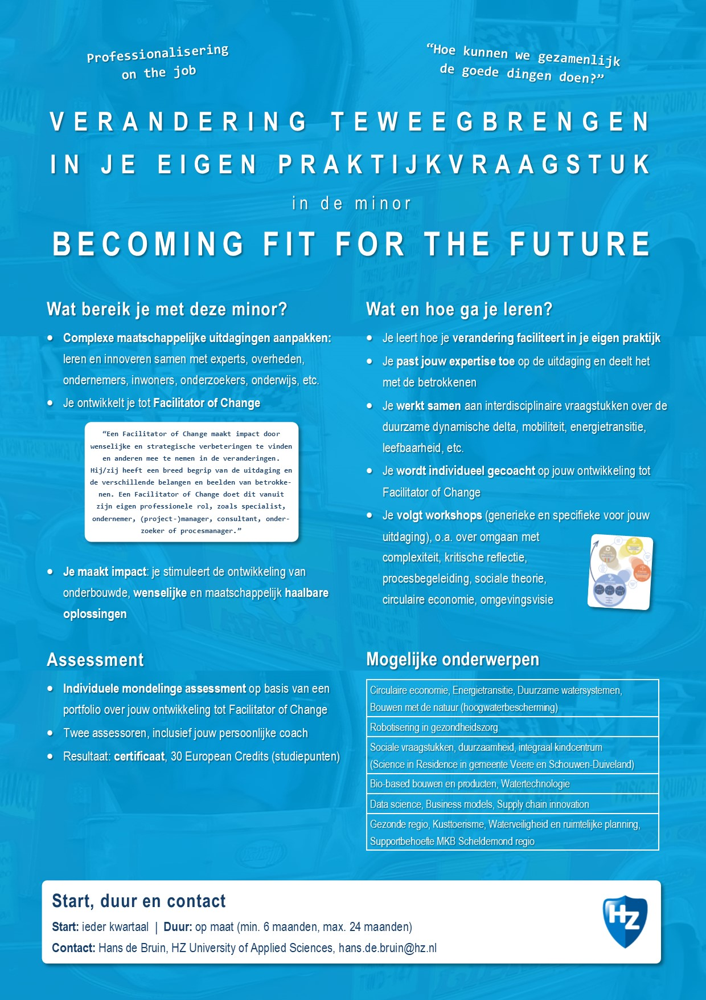 Professionalisering
on the job
“Hoe kunnen we gezamenlijk
de goede dingen doen?”
VERANDERING TEWEEGBRENGEN
IN JE EIGEN PRAKTIJKVRAAGSTUK
in de minor
BECOMING FIT FOR THE FUTURE
Wat bereik je met deze minor?
• Complexe maatschappelijke uitdagingen aanpakken:
leren en innoveren samen met experts, overheden,
ondernemers, inwoners, onderzoekers, onderwijs, etc.
• Je ontwikkelt je tot Facilitator of Change
“Een Facilitator of Change maakt impact door
wenselijke en strategische verbeteringen te vinden
en anderen mee te nemen in de veranderingen.
Hij/zij heeft een breed begrip van de uitdaging en
de verschillende belangen en beelden van betrokke-
nen. Een Facilitator of Change doet dit vanuit
zijn eigen professionele rol, zoals specialist,
ondernemer, (project-)manager, consultant, onder-
zoeker of procesmanager.”
• Je maakt impact: je stimuleert de ontwikkeling van
onderbouwde, wenselijke en maatschappelijk haalbare
oplossingen
Wat en hoe ga je leren?
• Je leert hoe je verandering faciliteert in je eigen praktijk
• Je past jouw expertise toe op de uitdaging en deelt het
met de betrokkenen
• Je werkt samen aan interdisciplinaire vraagstukken over de
duurzame dynamische delta, mobiliteit, energietransitie,
leefbaarheid, etc.
• Je wordt individueel gecoacht op jouw ontwikkeling tot
Facilitator of Change
• Je volgt workshops (generieke en specifieke voor jouw
uitdaging), o.a. over omgaan met
complexiteit, kritische reflectie,
procesbegeleiding, sociale theorie,
circulaire economie, omgevingsvisie
Assessment
• Individuele mondelinge assessment op basis van een
portfolio over jouw ontwikkeling tot Facilitator of Change
• Twee assessoren, inclusief jouw persoonlijke coach
• Resultaat: certificaat, 30 European Credits (studiepunten)
Mogelijke onderwerpen
Circulaire economie, Energietransitie, Duurzame watersystemen,
Bouwen met de natuur (hoogwaterbescherming)
Robotisering in gezondheidszorg
Sociale vraagstukken, duurzaamheid, integraal kindcentrum
(Science in Residence in gemeente Veere en Schouwen-Duiveland)
Bio-based bouwen en producten, Watertechnologie
Data science, Business models, Supply chain innovation
Gezonde regio, Kusttoerisme, Waterveiligheid en ruimtelijke planning,
Supportbehoefte MKB Scheldemond regio
Start, duur en contact
Start: ieder kwartaal | Duur: op maat (min. 6 maanden, max. 24 maanden)
Contact: Hans de Bruin, HZ University of Applied Sciences, hans.de.bruin@hz.nl
HZ